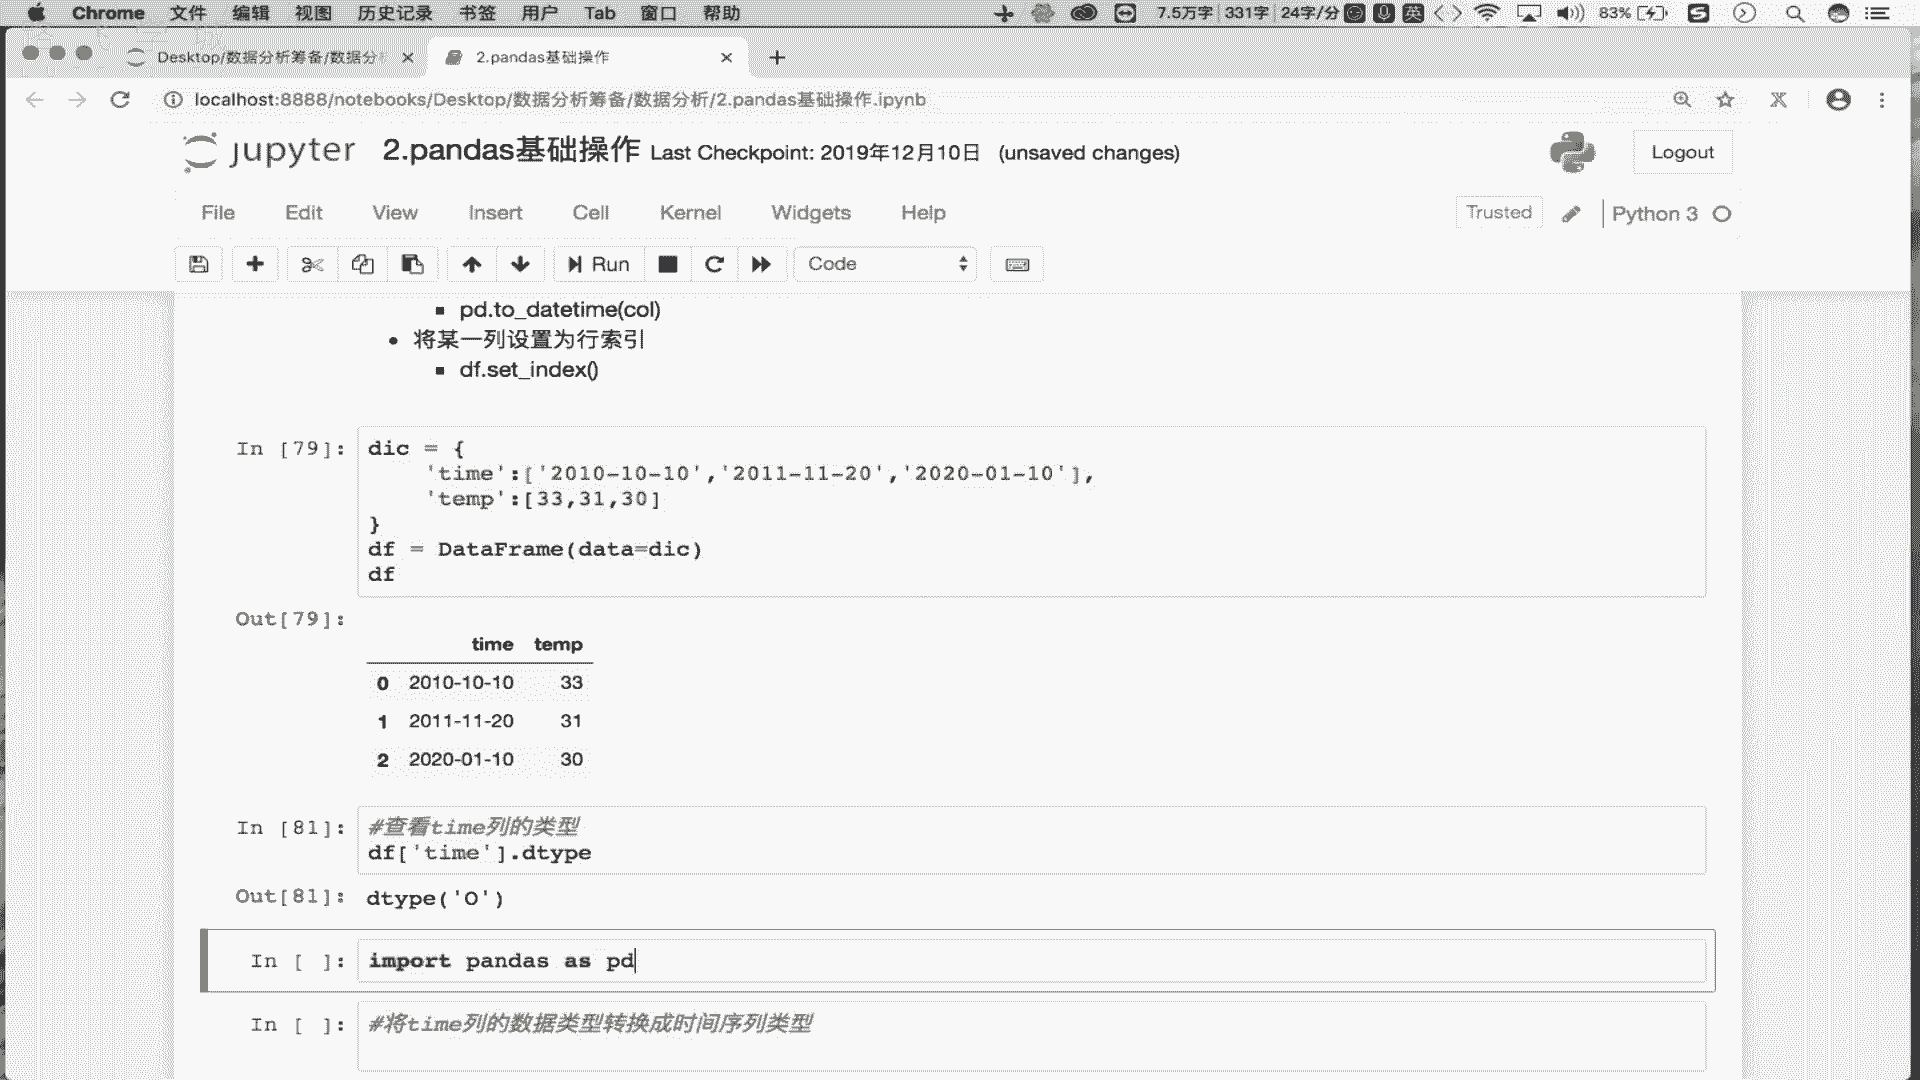 Chrome 文件 编辑 视图 历史记录 书签 用户 Tab 窗口 帮助 7.5万字 331字 24字/分 英 83%
Desktop/数据分析筹备/数据分 2.pandas基础操作
localhost:8888/notebooks/Desktop/数据分析筹备/数据分析/2.pandas基础操作.ipynb
jupyter 2.pandas基础操作 Last Checkpoint: 2019年12月10日 (unsaved changes) Logout
File Edit View Insert Cell Kernel Widgets Help Trusted Python 3
Run Code
pd.to_datetime(col)
将某一列设置为行索引
df.set_index()
In [79]: dic = {
'time':['2010-10-10','2011-11-20','2020-01-10'],
'temp':[33,31,30]
}
df = DataFrame(data=dic)
df
Out[79]:
time temp
0 2010-10-10 33
1 2011-11-20 31
2 2020-01-10 30
In [81]: #查看time列的类型
df['time'].dtype
Out[81]: dtype('O')
In [ ]: import pandas as pd
In [ ]: #将time列的数据类型转换成时间序列类型